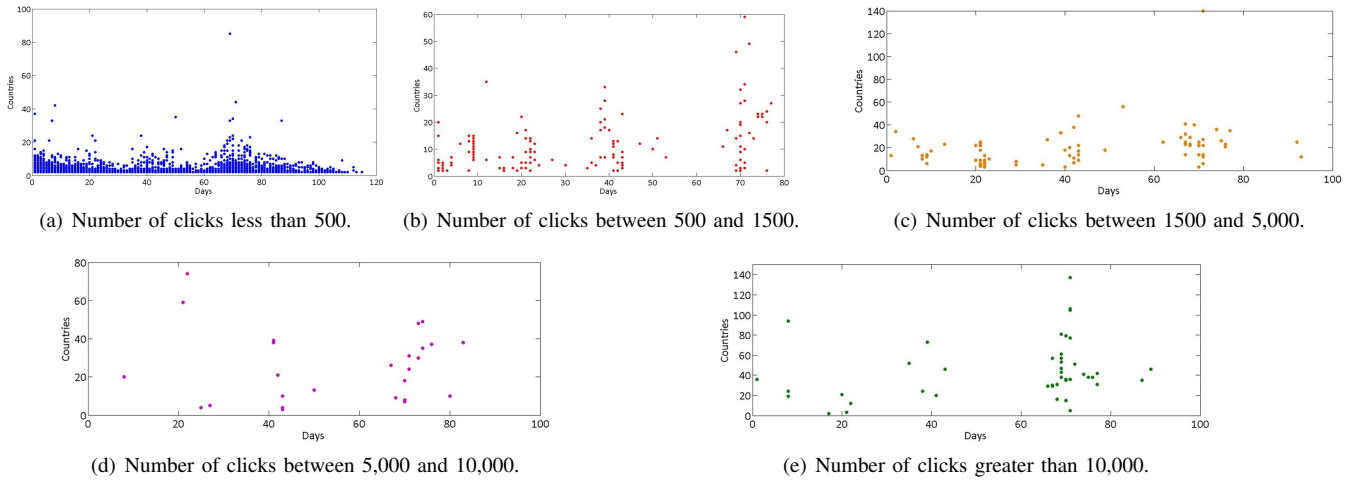 100
80
60
40
20
0
0 20 40 60 80 100 120
Countries
Days
(a) Number of clicks less than 500.
60
50
40
30
20
10
0
0 10 20 30 40 50 60 70 80
Countries
Days
(b) Number of clicks between 500 and 1500.
140
120
100
80
60
40
20
0
0 20 40 60 80 100
Countries
Days
(c) Number of clicks between 1500 and 5,000.
80
60
40
20
0
0 20 40 60 80 100
Countries
Days
(d) Number of clicks between 5,000 and 10,000.
140
120
100
80
60
40
20
0
0 20 40 60 80 100
Countries
Days
(e) Number of clicks greater than 10,000.